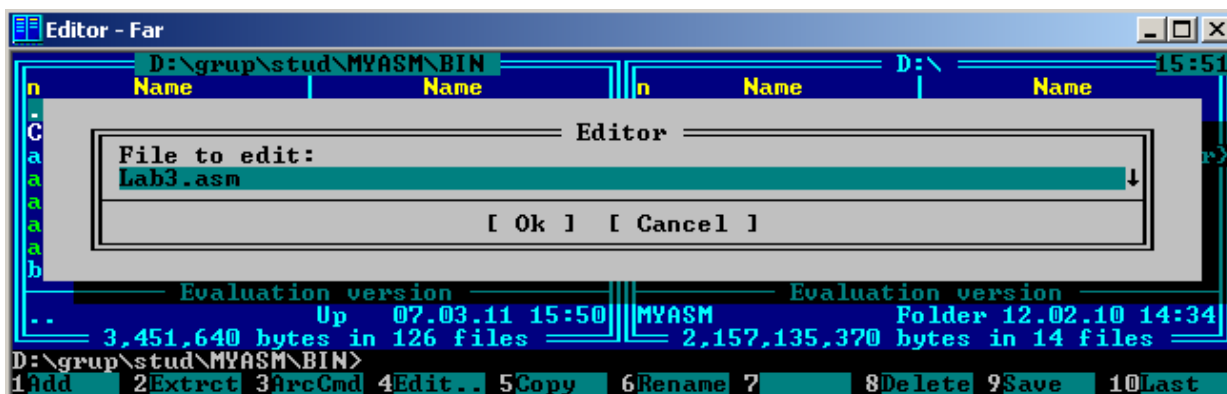 Editor - Far
D:\grup\stud\MYASM\BIN D:\ 15:51
n Name Name n Name Name
.
C Editor
a File to edit: r>
a Lab3.asm
a
a [ Ok ] [ Cancel ]
a
b
Evaluation version Evaluation version
.. Up 07.03.11 15:50 MYASM Folder 12.02.10 14:34
3,451,640 bytes in 126 files 2,157,135,370 bytes in 14 files
D:\grup\stud\MYASM\BIN>
1Add 2Extrct 3ArcCmd 4Edit.. 5Copy 6Rename 7 8Delete 9Save 10Last